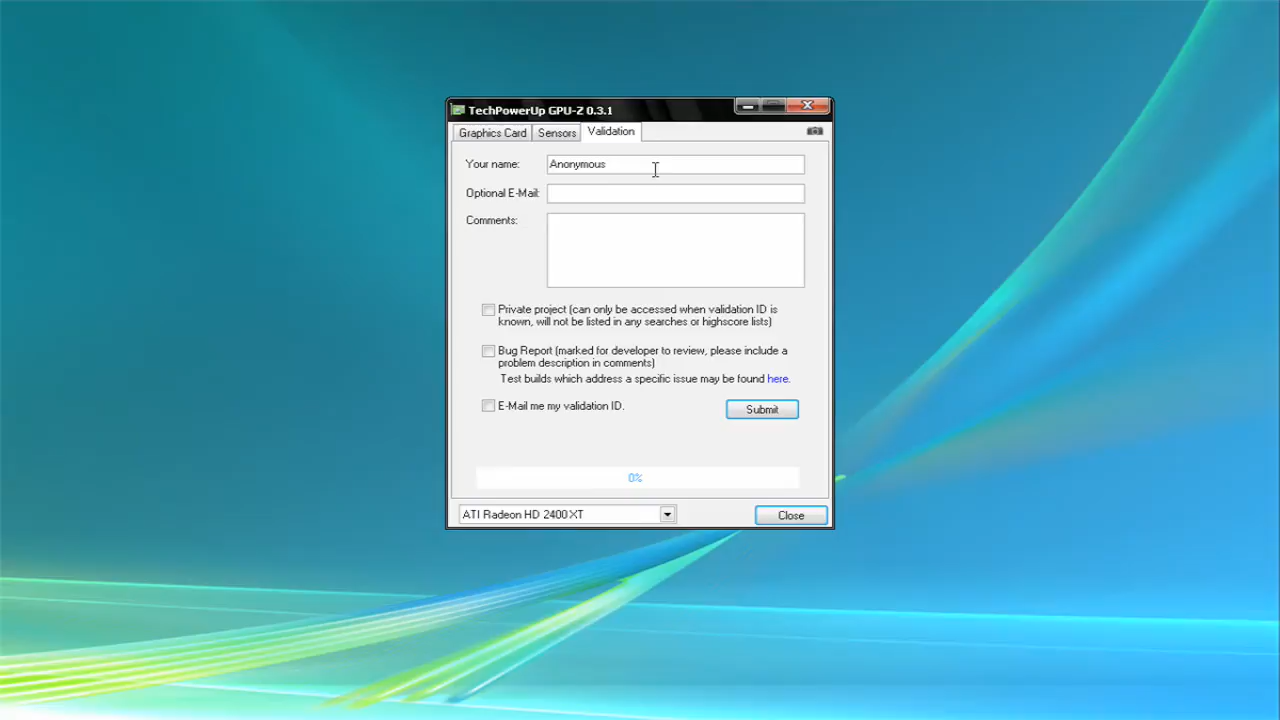 TechPowerUp GPU-Z 0.3.1
Graphics Card Sensors Validation
Your name: Anonymous
Optional E-Mail:
Comments:
Private project (can only be accessed when validation ID is
known, will not be listed in any searches or highscore lists)
Bug Report (marked for developer to review, please include a
problem description in comments)
Test builds which address a specific issue may be found here.
E-Mail me my validation ID.
Submit
0%
ATI Radeon HD 2400 XT
Close